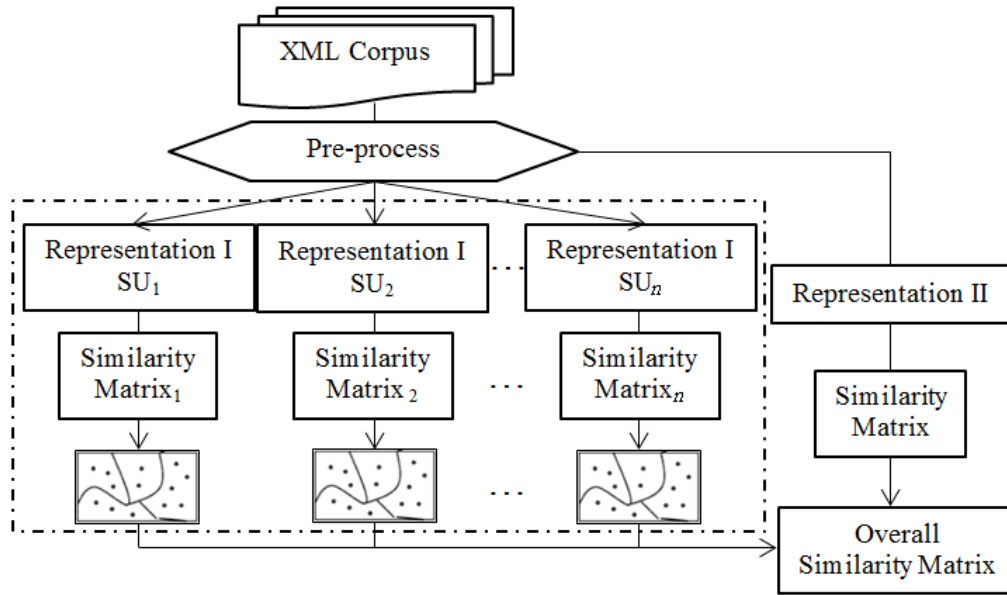 XML Corpus
Pre-process
Representation I
SU1
Representation I
SU2
...
Representation I
SUn
Representation II
Similarity
Matrix1
Similarity
Matrix 2
...
Similarity
Matrixn
Similarity
Matrix
...
Overall
Similarity Matrix